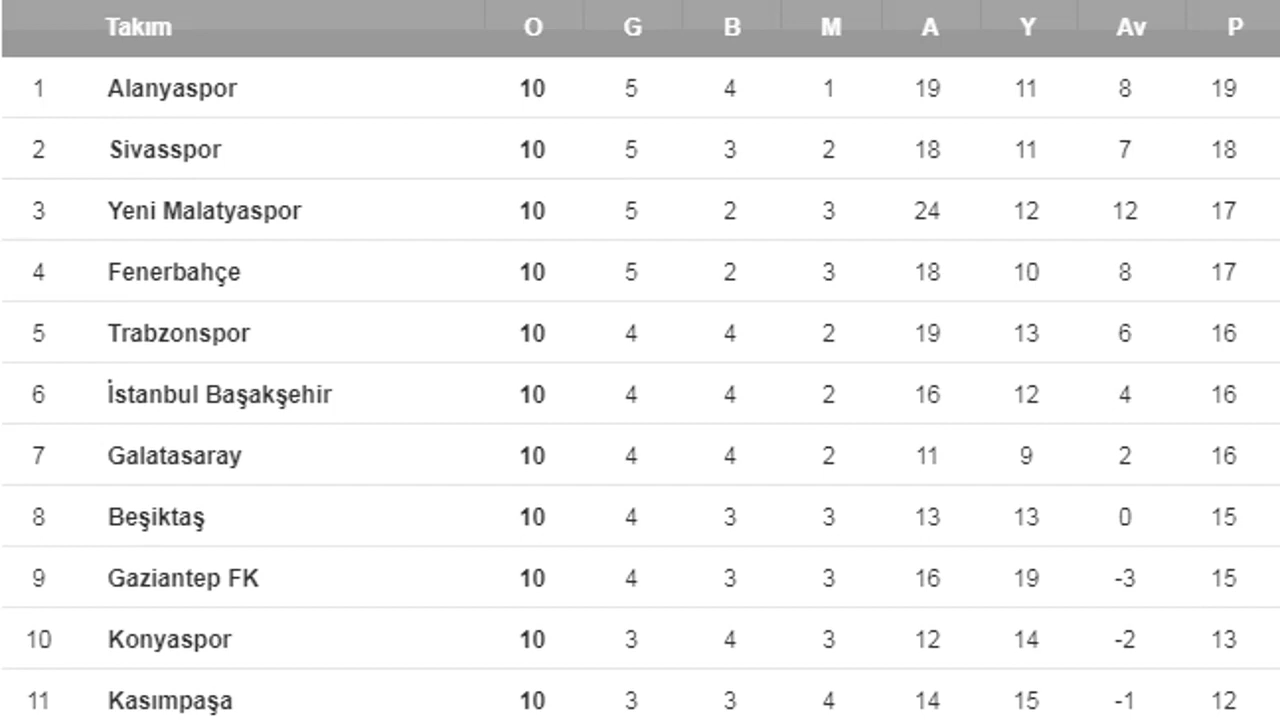 Takım O G B M A Y Av P
1 Alanyaspor 10 5 4 1 19 11 8 19
2 Sivasspor 10 5 3 2 18 11 7 18
3 Yeni Malatyaspor 10 5 2 3 24 12 12 17
4 Fenerbahçe 10 5 2 3 18 10 8 17
5 Trabzonspor 10 4 4 2 19 13 6 16
6 İstanbul Başakşehir 10 4 4 2 16 12 4 16
7 Galatasaray 10 4 4 2 11 9 2 16
8 Beşiktaş 10 4 3 3 13 13 0 15
9 Gaziantep FK 10 4 3 3 16 19 -3 15
10 Konyaspor 10 3 4 3 12 14 -2 13
11 Kasımpaşa 10 3 3 4 14 15 -1 12